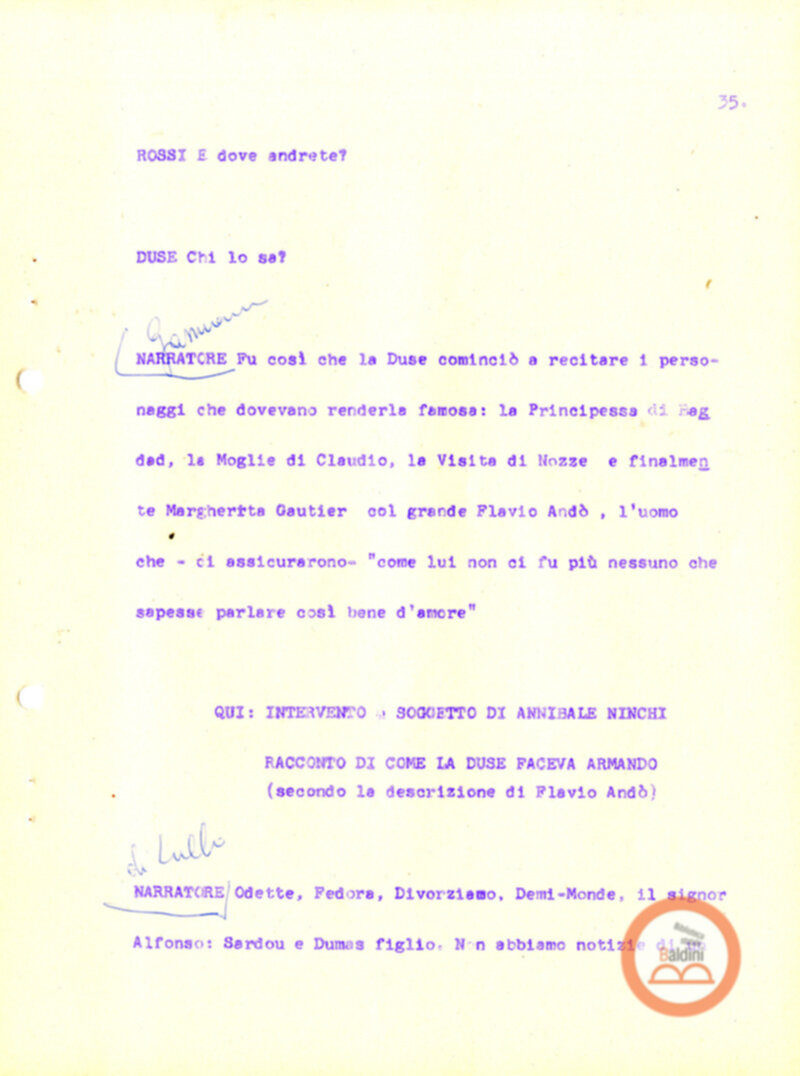 35.
ROSSI E dove andrete?
DUSE Chi lo sa?
NARRATORE Fu così che la Duse cominciò a recitare i perso-
naggi che dovevano renderla famosa: la Principessa di Bag
dad, la Moglie di Claudio, la Visita di Nozze e finalmen
te Margherita Gautier col grande Flavio Andò , l'uomo
che - ci assicurarono- "come lui non ci fu più nessuno che
sapesse parlare così bene d'amore"
QUI: INTERVENTO a SOGGETTO DI ANNIBALE NINCHI
RACCONTO DI COME LA DUSE FACEVA ARMANDO
(secondo la descrizione di Flavio Andò)
di Lullo
NARRATORE/Odette, Fedora, Divorziamo, Demi-Monde, il signor
Alfonso: Sardou e Dumas figlio. Non abbiamo notizie di
Biblioteca
Baldini